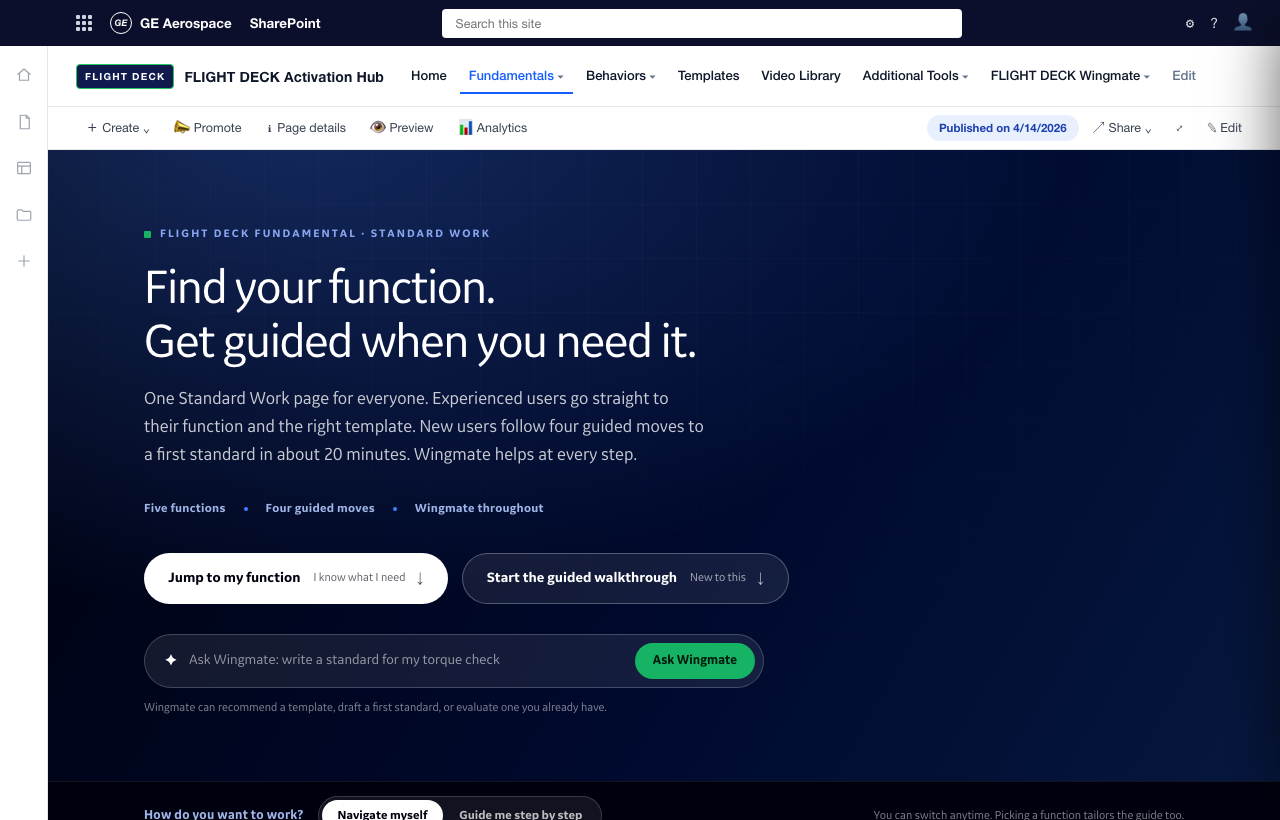 GE GE Aerospace SharePoint Search this site ?
FLIGHT DECK FLIGHT DECK Activation Hub Home Fundamentals Behaviors Templates Video Library Additional Tools FLIGHT DECK Wingmate Edit
+ Create Promote i Page details Preview Analytics Published on 4/14/2026 Share Edit
FLIGHT DECK FUNDAMENTAL · STANDARD WORK
Find your function.
Get guided when you need it.
One Standard Work page for everyone. Experienced users go straight to
their function and the right template. New users follow four guided moves to
a first standard in about 20 minutes. Wingmate helps at every step.
Five functions • Four guided moves • Wingmate throughout
Jump to my function I know what I need ↓ Start the guided walkthrough New to this ↓
Ask Wingmate: write a standard for my torque check Ask Wingmate
Wingmate can recommend a template, draft a first standard, or evaluate one you already have.
How do you want to work? Navigate myself Guide me step by step You can switch anytime. Picking a function tailors the guide too.